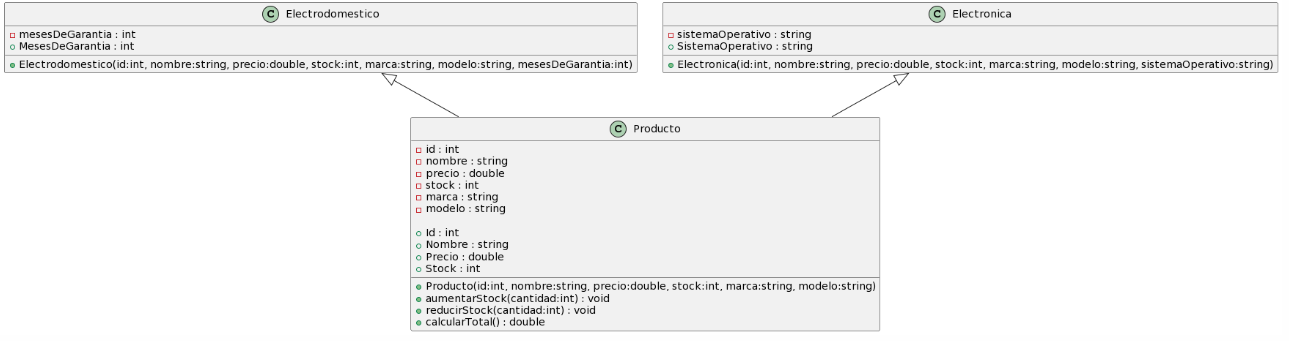 C Electrodomestico
mesesDeGarantia : int
MesesDeGarantia : int
Electrodomestico(id:int, nombre:string, precio:double, stock:int, marca:string, modelo:string, mesesDeGarantia:int)
C Electronica
sistemaOperativo : string
SistemaOperativo : string
Electronica(id:int, nombre:string, precio:double, stock:int, marca:string, modelo:string, sistemaOperativo:string)
C Producto
id : int
nombre : string
precio : double
stock : int
marca : string
modelo : string
Id : int
Nombre : string
Precio : double
Stock : int
Producto(id:int, nombre:string, precio:double, stock:int, marca:string, modelo:string)
aumentarStock(cantidad:int) : void
reducirStock(cantidad:int) : void
calcularTotal() : double